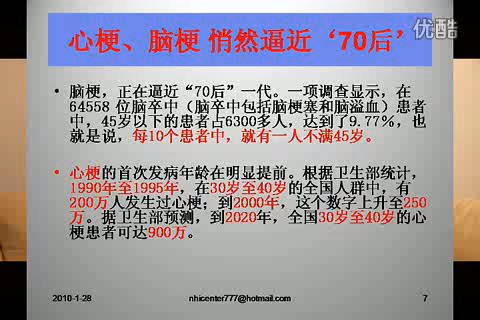 优酷
心梗、脑梗 悄然逼近‘70后’
• 脑梗，正在逼近“70后”一代。一项调查显示，在
64558 位脑卒中（脑卒中包括脑梗塞和脑溢血）患者
中，45岁以下的患者占6300多人，达到了9.77％，也
就是说，每10个患者中，就有一人不满45岁。
• 心梗的首次发病年龄在明显提前。根据卫生部统计，
1990年至1995年，在30岁至40岁的全国人群中，有
200万人发生过心梗；到2000年，这个数字上升至250
万。据卫生部预测，到2020年，全国30岁至40岁的心
梗患者可达900万。
2010-1-28 nhicenter777@hotmail.com 7